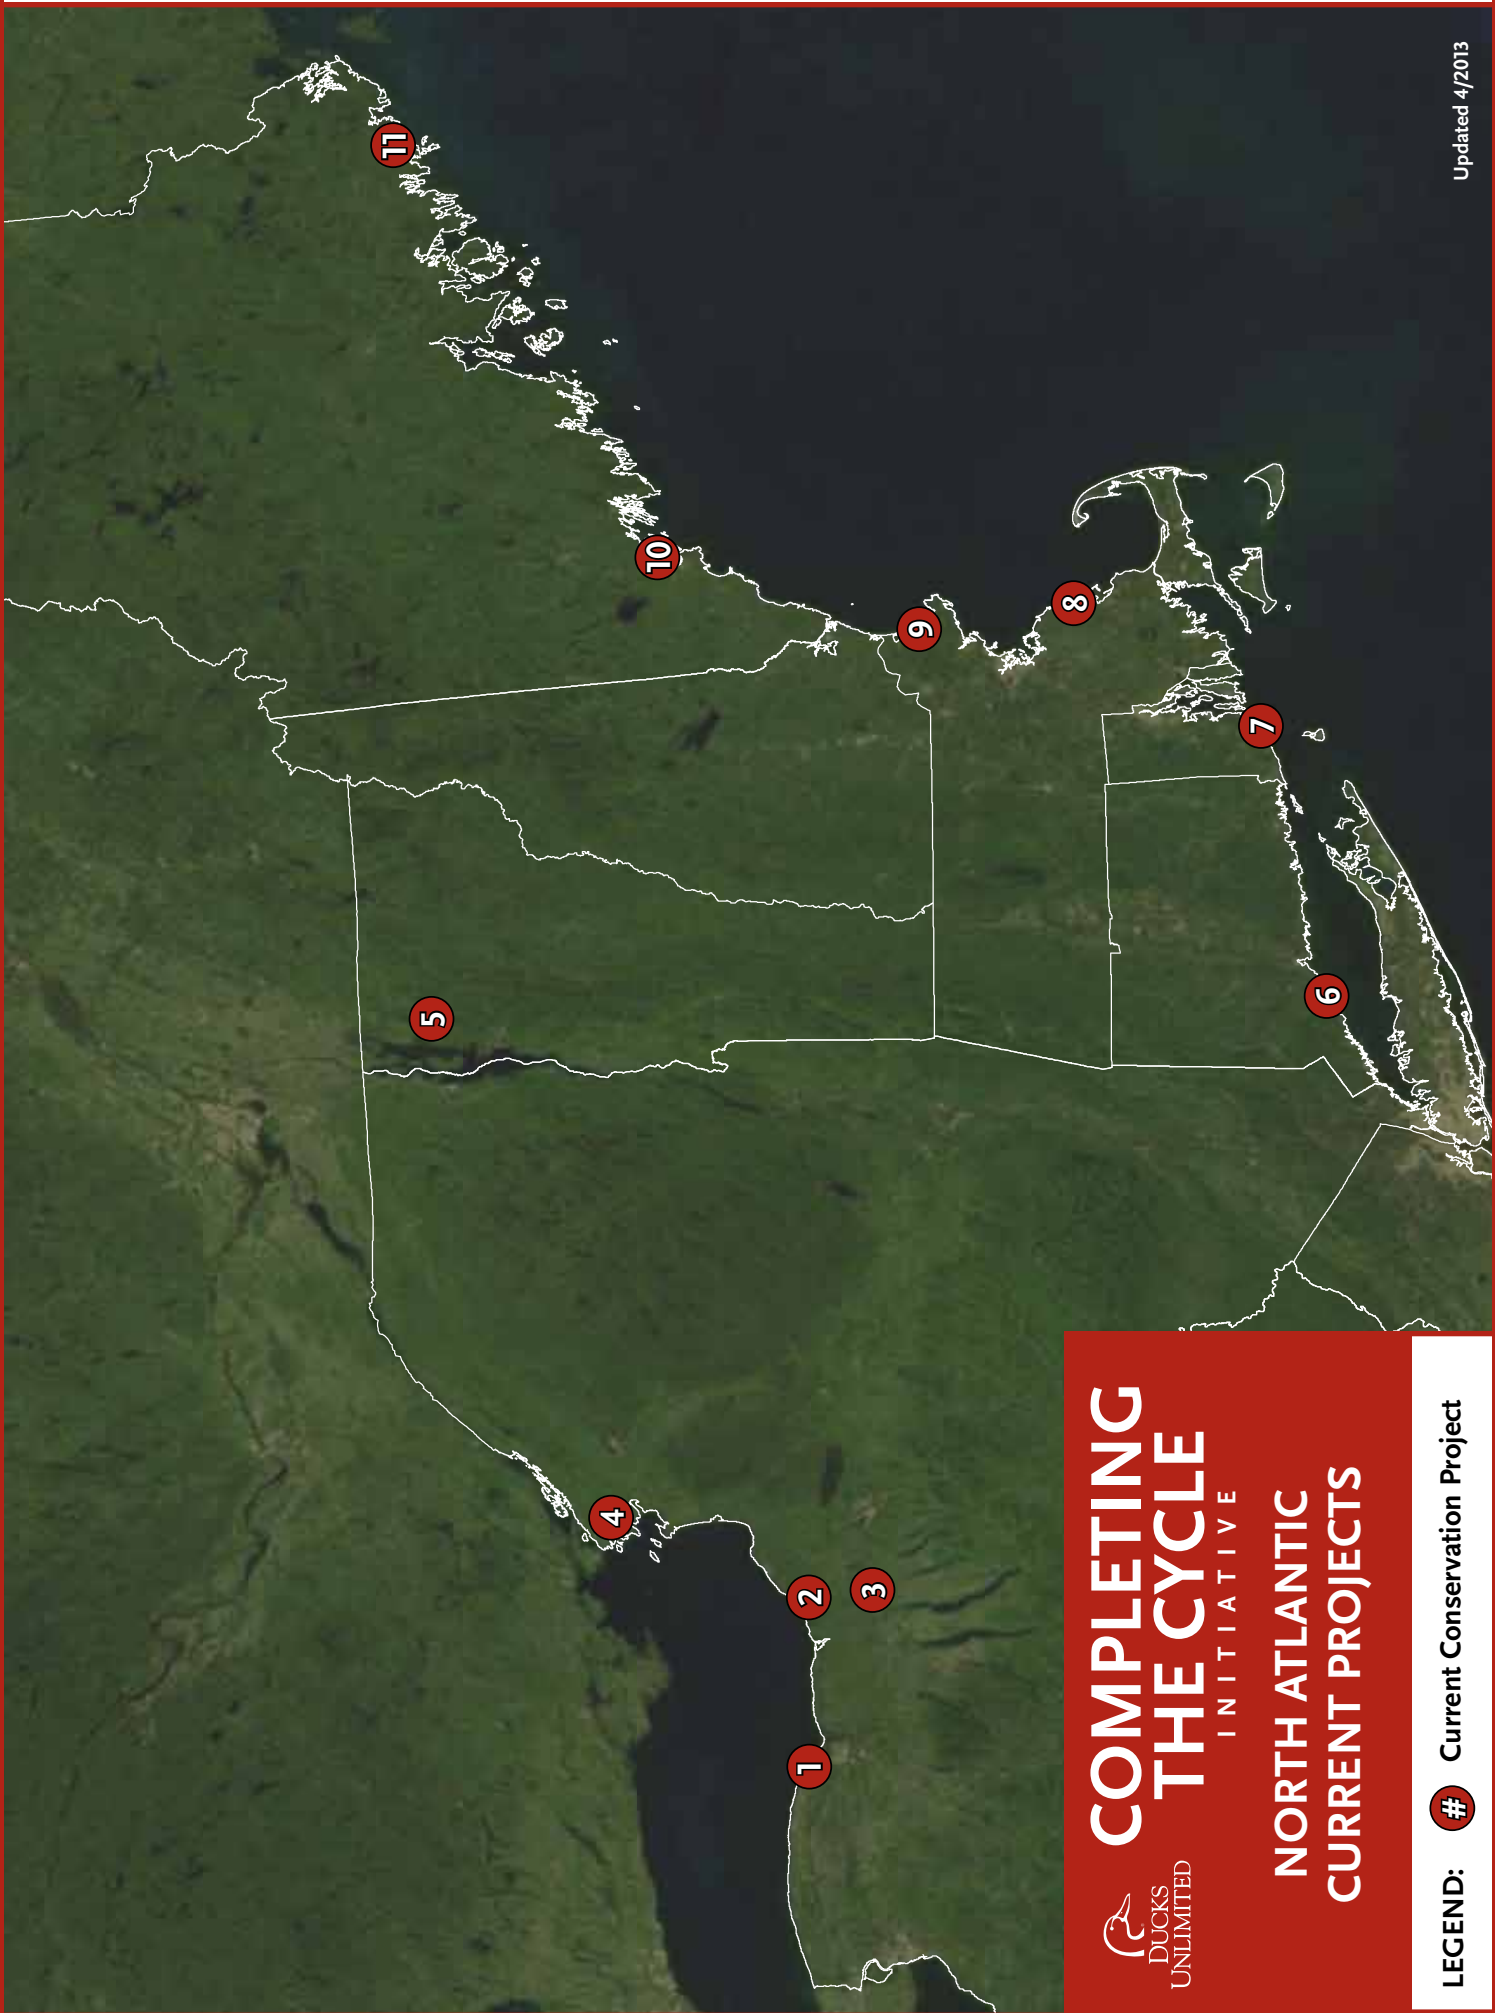 Updated 4/2013
11
10
9
8
7
6
5
4
3
2
1
COMPLETING
THE CYCLE
INITIATIVE
DUCKS
UNLIMITED
NORTH ATLANTIC
CURRENT PROJECTS
LEGEND: # Current Conservation Project